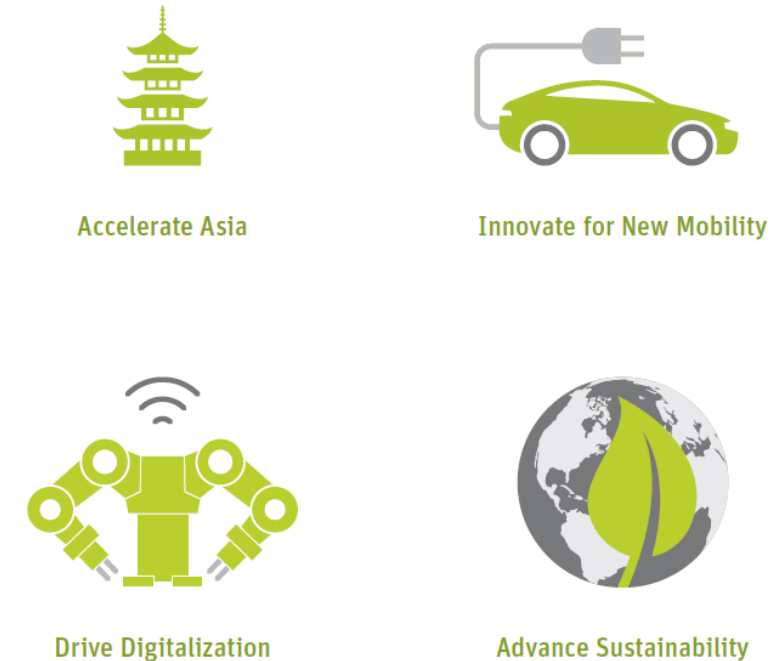 Accelerate Asia
Innovate for New Mobility
Drive Digitalization
Advance Sustainability